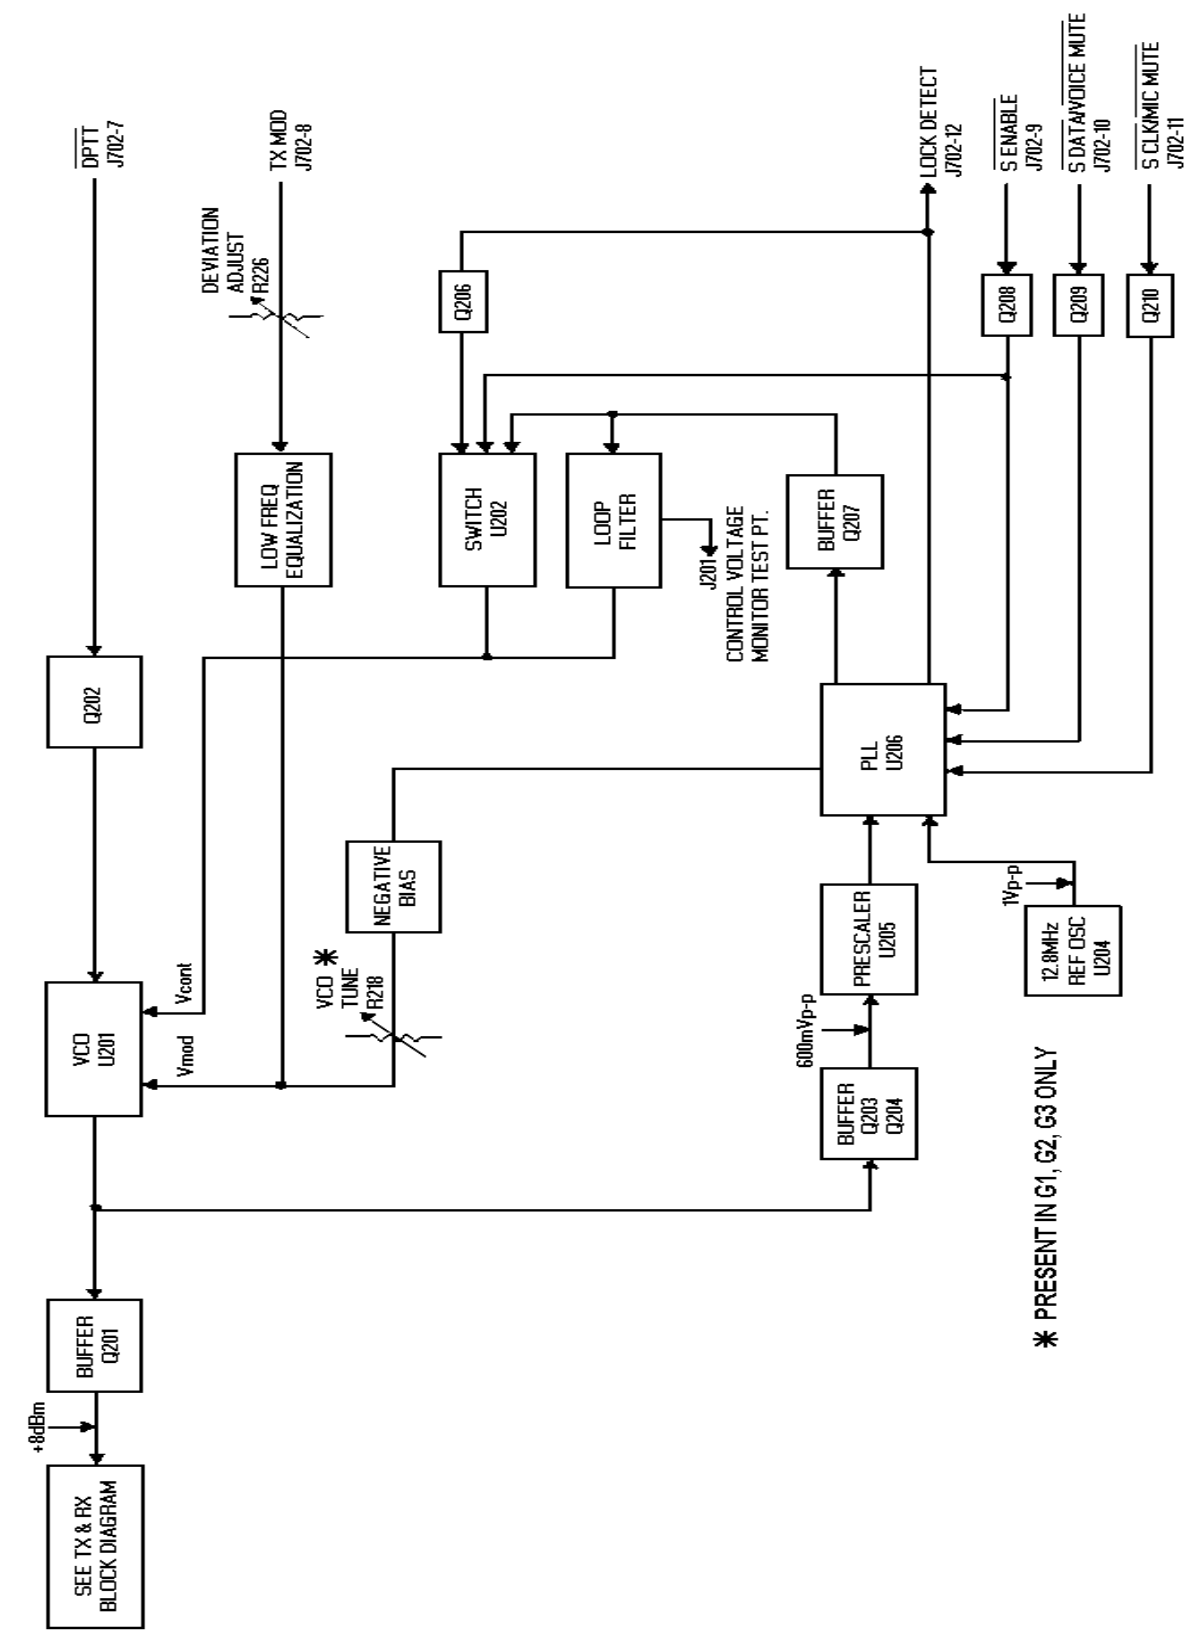 DPTT
J702-7
TX MOD
J702-8
DEVIATION
ADJUST
R226
LOCK DETECT
J702-12
S ENABLE
J702-9
S DATA/VOICE MUTE
J702-10
S CLK/MIC MUTE
J702-11
Q206
Q208
Q209
Q210
LOW FREQ
EQUALIZATION
SWITCH
U202
LOOP
FILTER
J201
CONTROL VOLTAGE
MONITOR TEST PT.
BUFFER
Q207
Q202
PLL
U206
NEGATIVE
BIAS
VCO *
TUNE
R218
PRESCALER
U205
1Vp-p
12.8MHz
REF OSC
U204
VCO
U201
Vcont
Vmod
600mVp-p
BUFFER
Q203
Q204
BUFFER
Q201
+8dBm
SEE TX & RX
BLOCK DIAGRAM
* PRESENT IN G1, G2, G3 ONLY